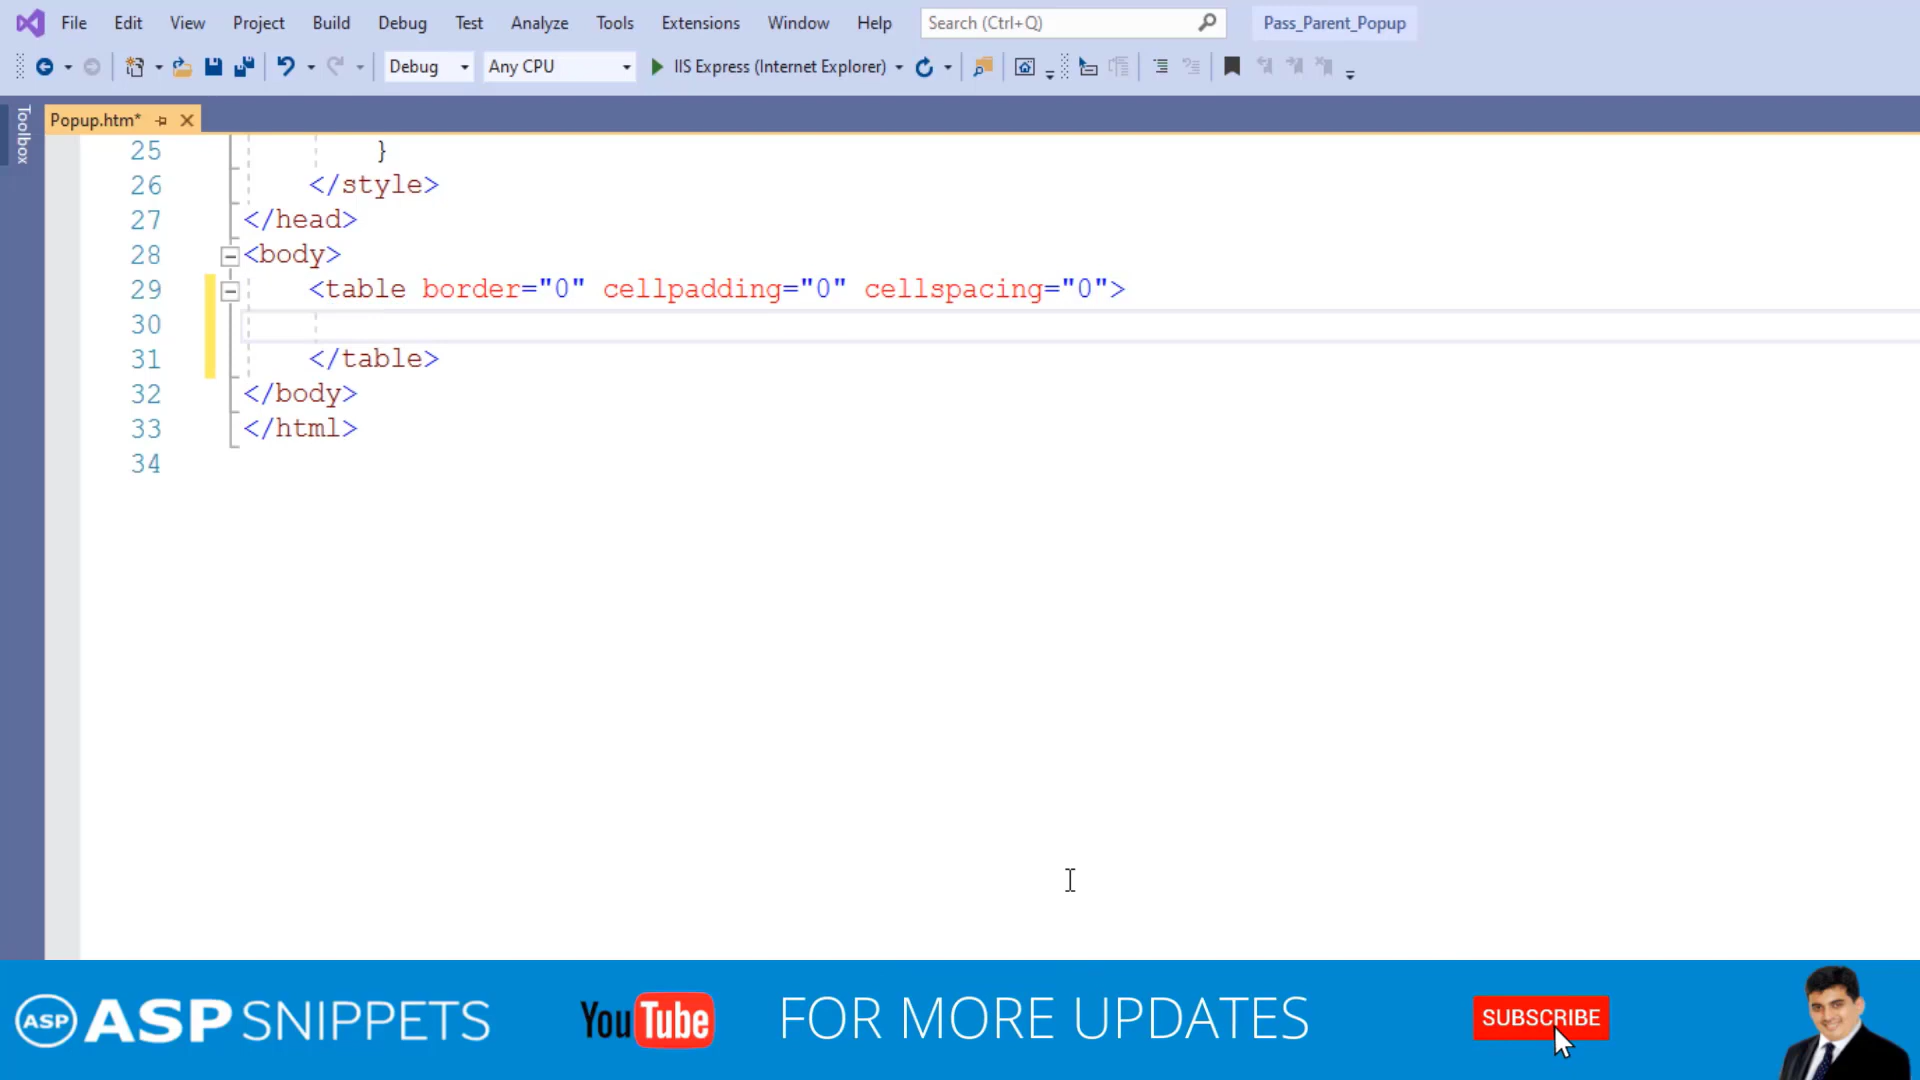 File Edit View Project Build Debug Test Analyze Tools Extensions Window Help Search (Ctrl+Q) Pass_Parent_Popup
Debug Any CPU IIS Express (Internet Explorer)
Toolbox
Popup.htm*
25 }
26 </style>
27 </head>
28 <body>
29 <table border="0" cellpadding="0" cellspacing="0">
30
31 </table>
32 </body>
33 </html>
34
ASP ASPSNIPPETS YouTube FOR MORE UPDATES SUBSCRIBE